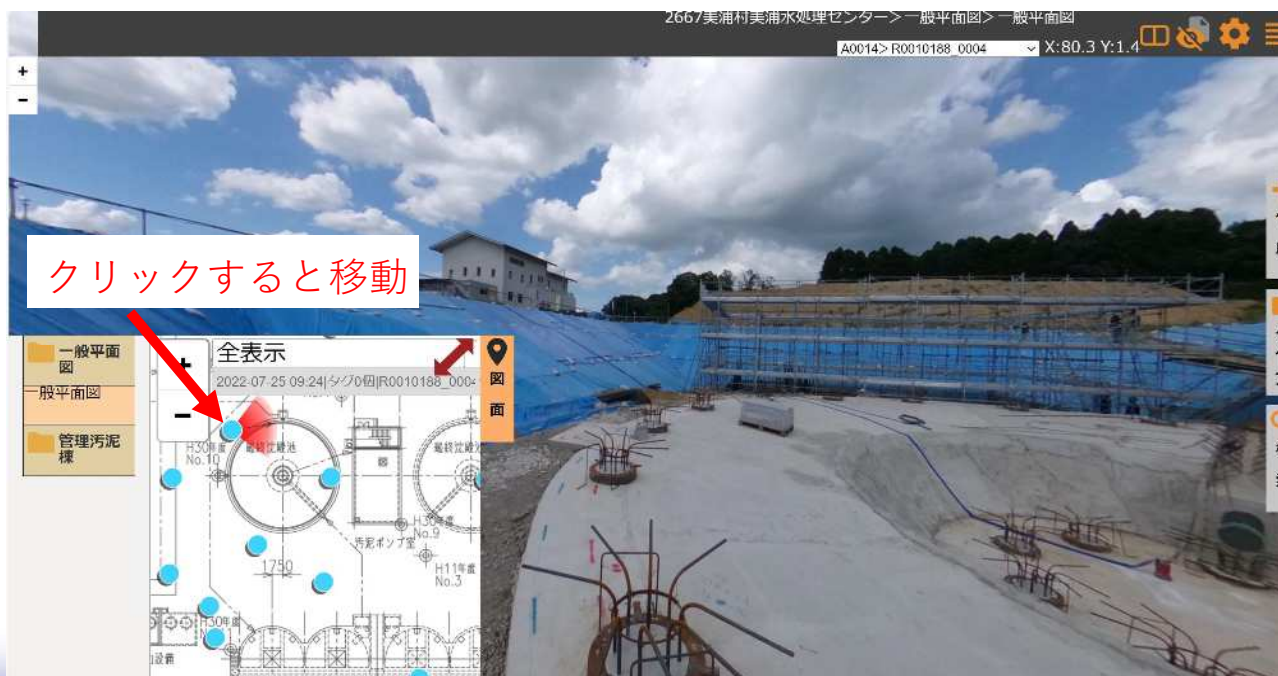 2667美浦村美浦水処理センター>一般平面図>一般平面図
A0014> R0010188_0004
X:80.3 Y:1.4
+
-
クリックすると移動
一般平面
図
一般平面図
管理汚泥
棟
+
-
全表示
2022-07-25 09:24|タグ0個|R0010188_0004
図
面
H30年度
No.10
最終沈殿池
最終沈殿
汚泥ポンプ室
H30年度
No.9
H11年度
No.3
1750
H30年度
設備